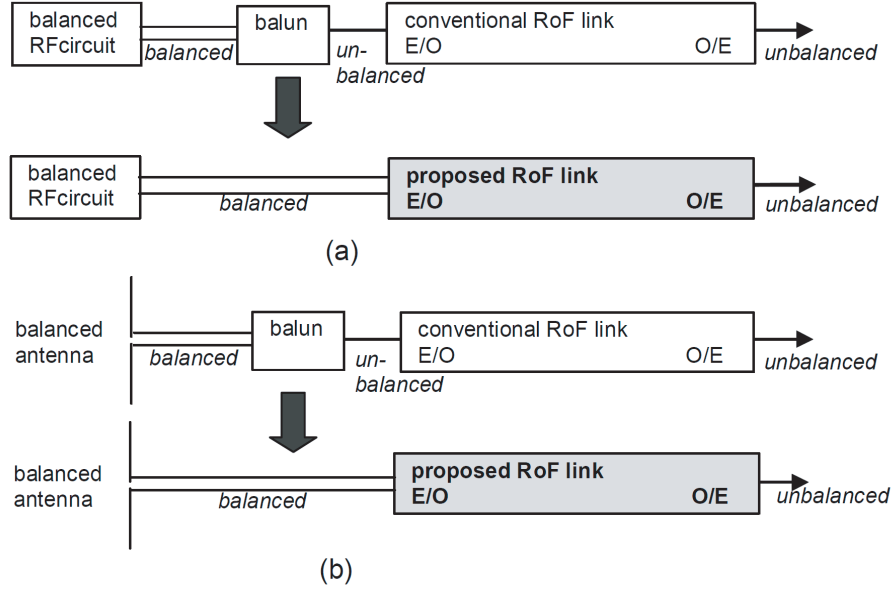 balanced
RFcircuit
balanced
balun
un-
balanced
conventional RoF link
E/O O/E
unbalanced
balanced
RFcircuit
balanced
proposed RoF link
E/O O/E
unbalanced
(a)
balanced
antenna
balanced
balun
un-
balanced
conventional RoF link
E/O O/E
unbalanced
balanced
antenna
balanced
proposed RoF link
E/O O/E
unbalanced
(b)